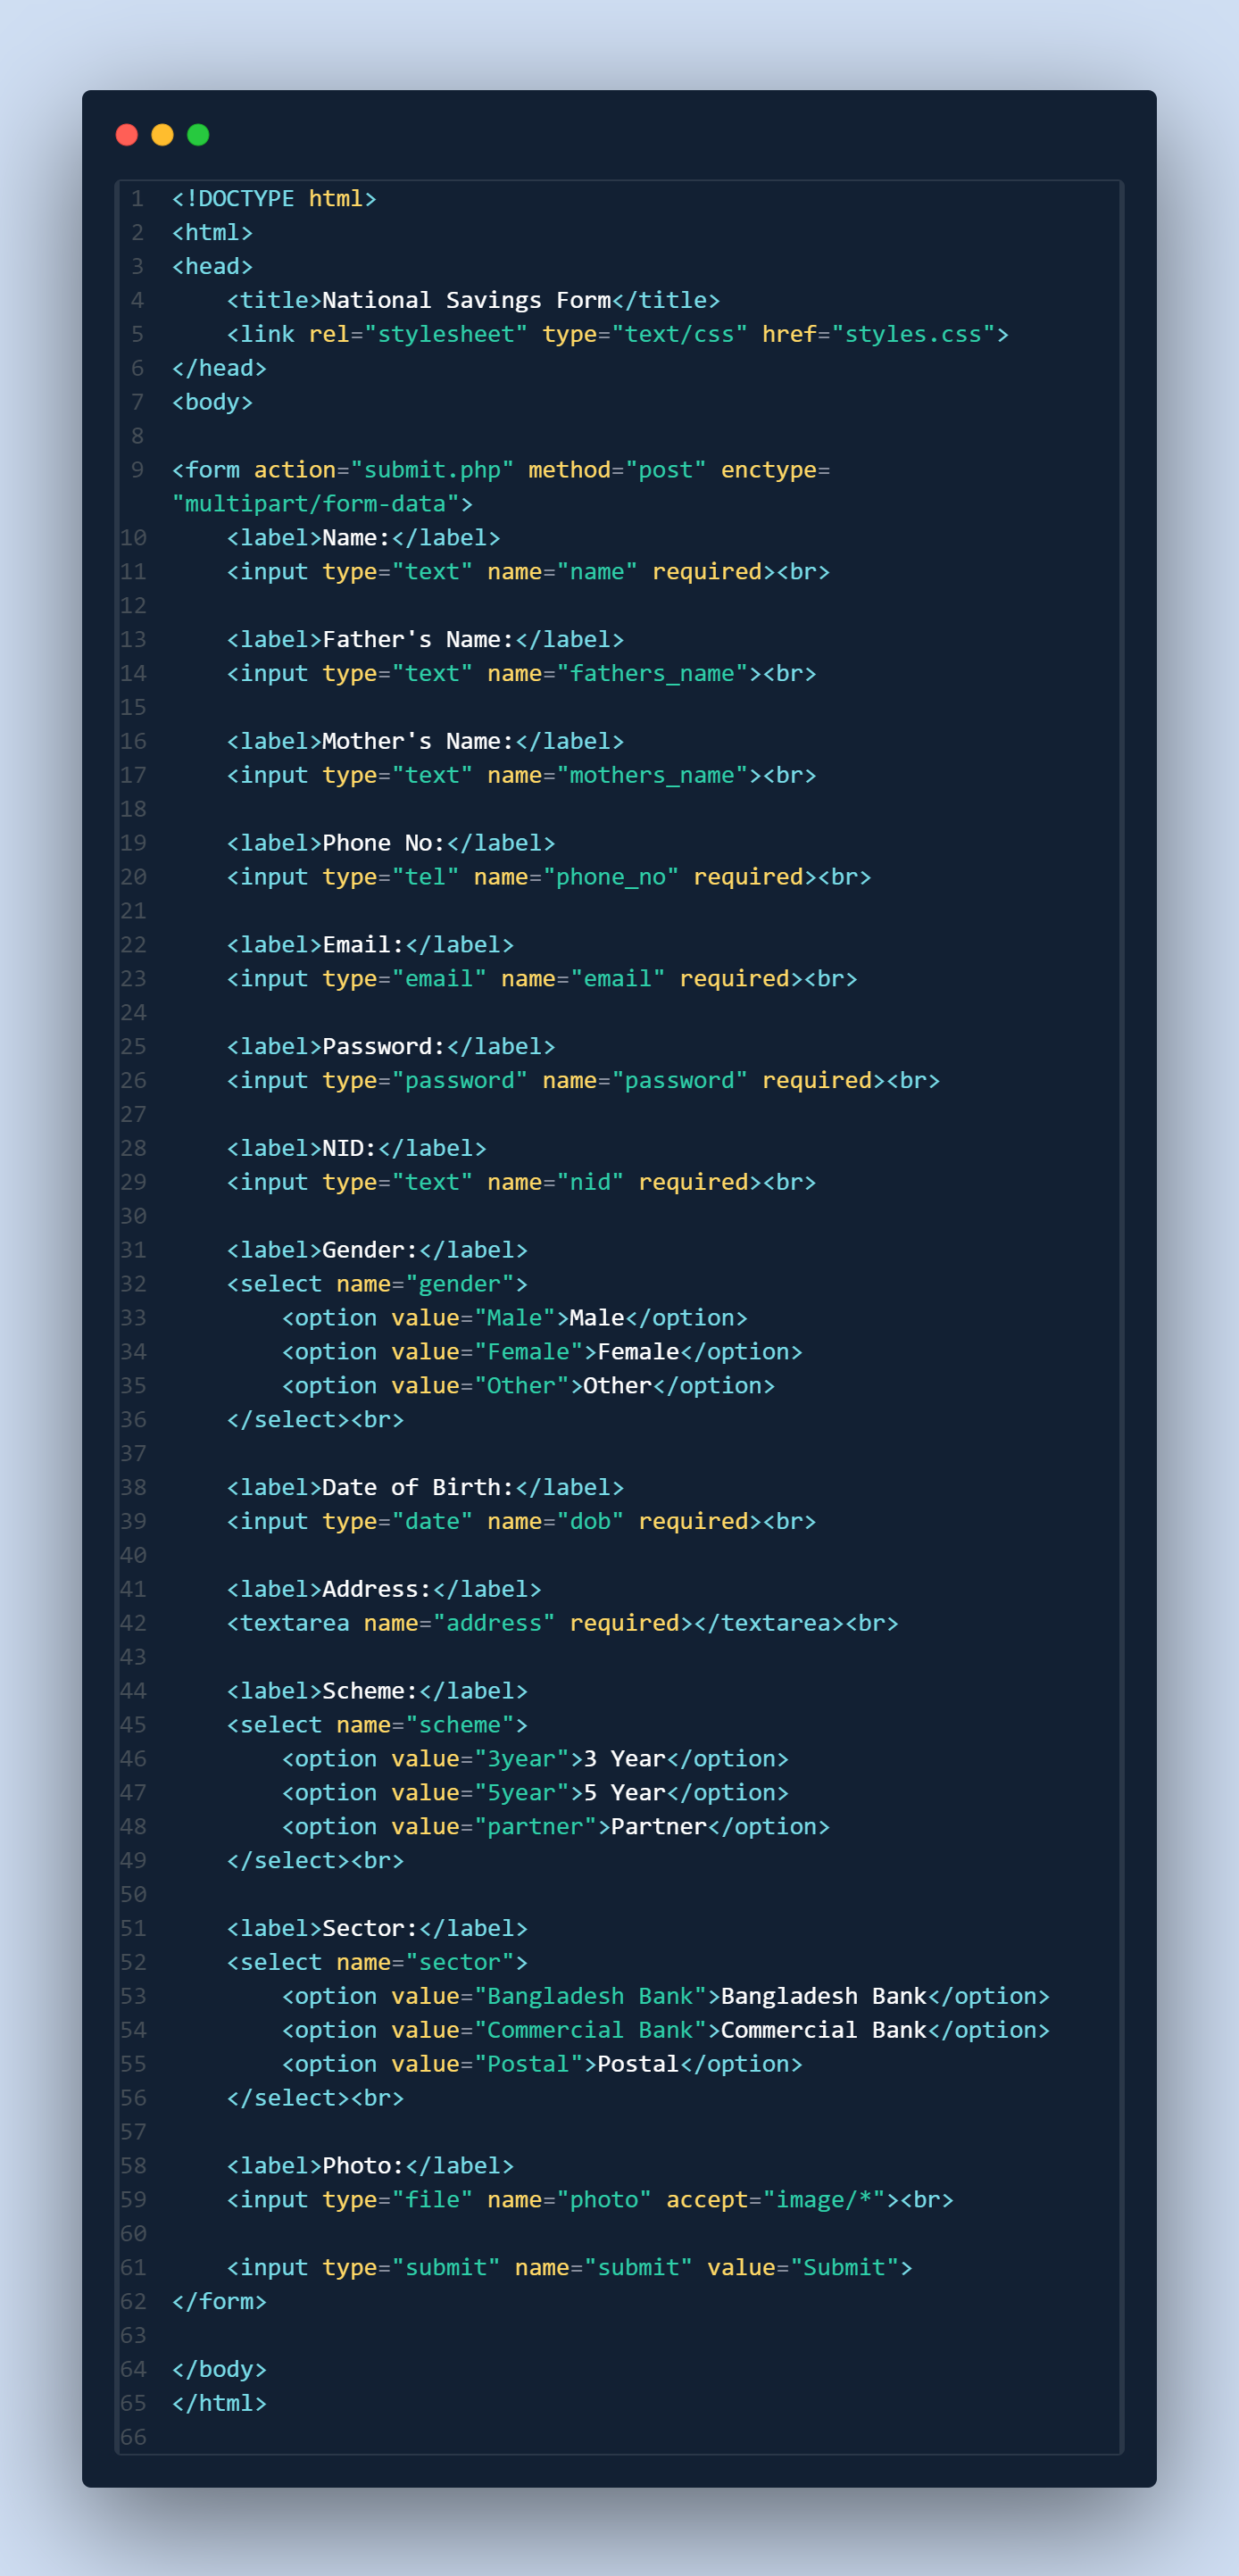 1 <!DOCTYPE html>
2 <html>
3 <head>
4     <title>National Savings Form</title>
5     <link rel="stylesheet" type="text/css" href="styles.css">
6 </head>
7 <body>
8
9 <form action="submit.php" method="post" enctype=
"multipart/form-data">
10     <label>Name:</label>
11     <input type="text" name="name" required><br>
12
13     <label>Father's Name:</label>
14     <input type="text" name="fathers_name"><br>
15
16     <label>Mother's Name:</label>
17     <input type="text" name="mothers_name"><br>
18
19     <label>Phone No:</label>
20     <input type="tel" name="phone_no" required><br>
21
22     <label>Email:</label>
23     <input type="email" name="email" required><br>
24
25     <label>Password:</label>
26     <input type="password" name="password" required><br>
27
28     <label>NID:</label>
29     <input type="text" name="nid" required><br>
30
31     <label>Gender:</label>
32     <select name="gender">
33         <option value="Male">Male</option>
34         <option value="Female">Female</option>
35         <option value="Other">Other</option>
36     </select><br>
37
38     <label>Date of Birth:</label>
39     <input type="date" name="dob" required><br>
40
41     <label>Address:</label>
42     <textarea name="address" required></textarea><br>
43
44     <label>Scheme:</label>
45     <select name="scheme">
46         <option value="3year">3 Year</option>
47         <option value="5year">5 Year</option>
48         <option value="partner">Partner</option>
49     </select><br>
50
51     <label>Sector:</label>
52     <select name="sector">
53         <option value="Bangladesh Bank">Bangladesh Bank</option>
54         <option value="Commercial Bank">Commercial Bank</option>
55         <option value="Postal">Postal</option>
56     </select><br>
57
58     <label>Photo:</label>
59     <input type="file" name="photo" accept="image/*"><br>
60
61     <input type="submit" name="submit" value="Submit">
62 </form>
63
64 </body>
65 </html>
66